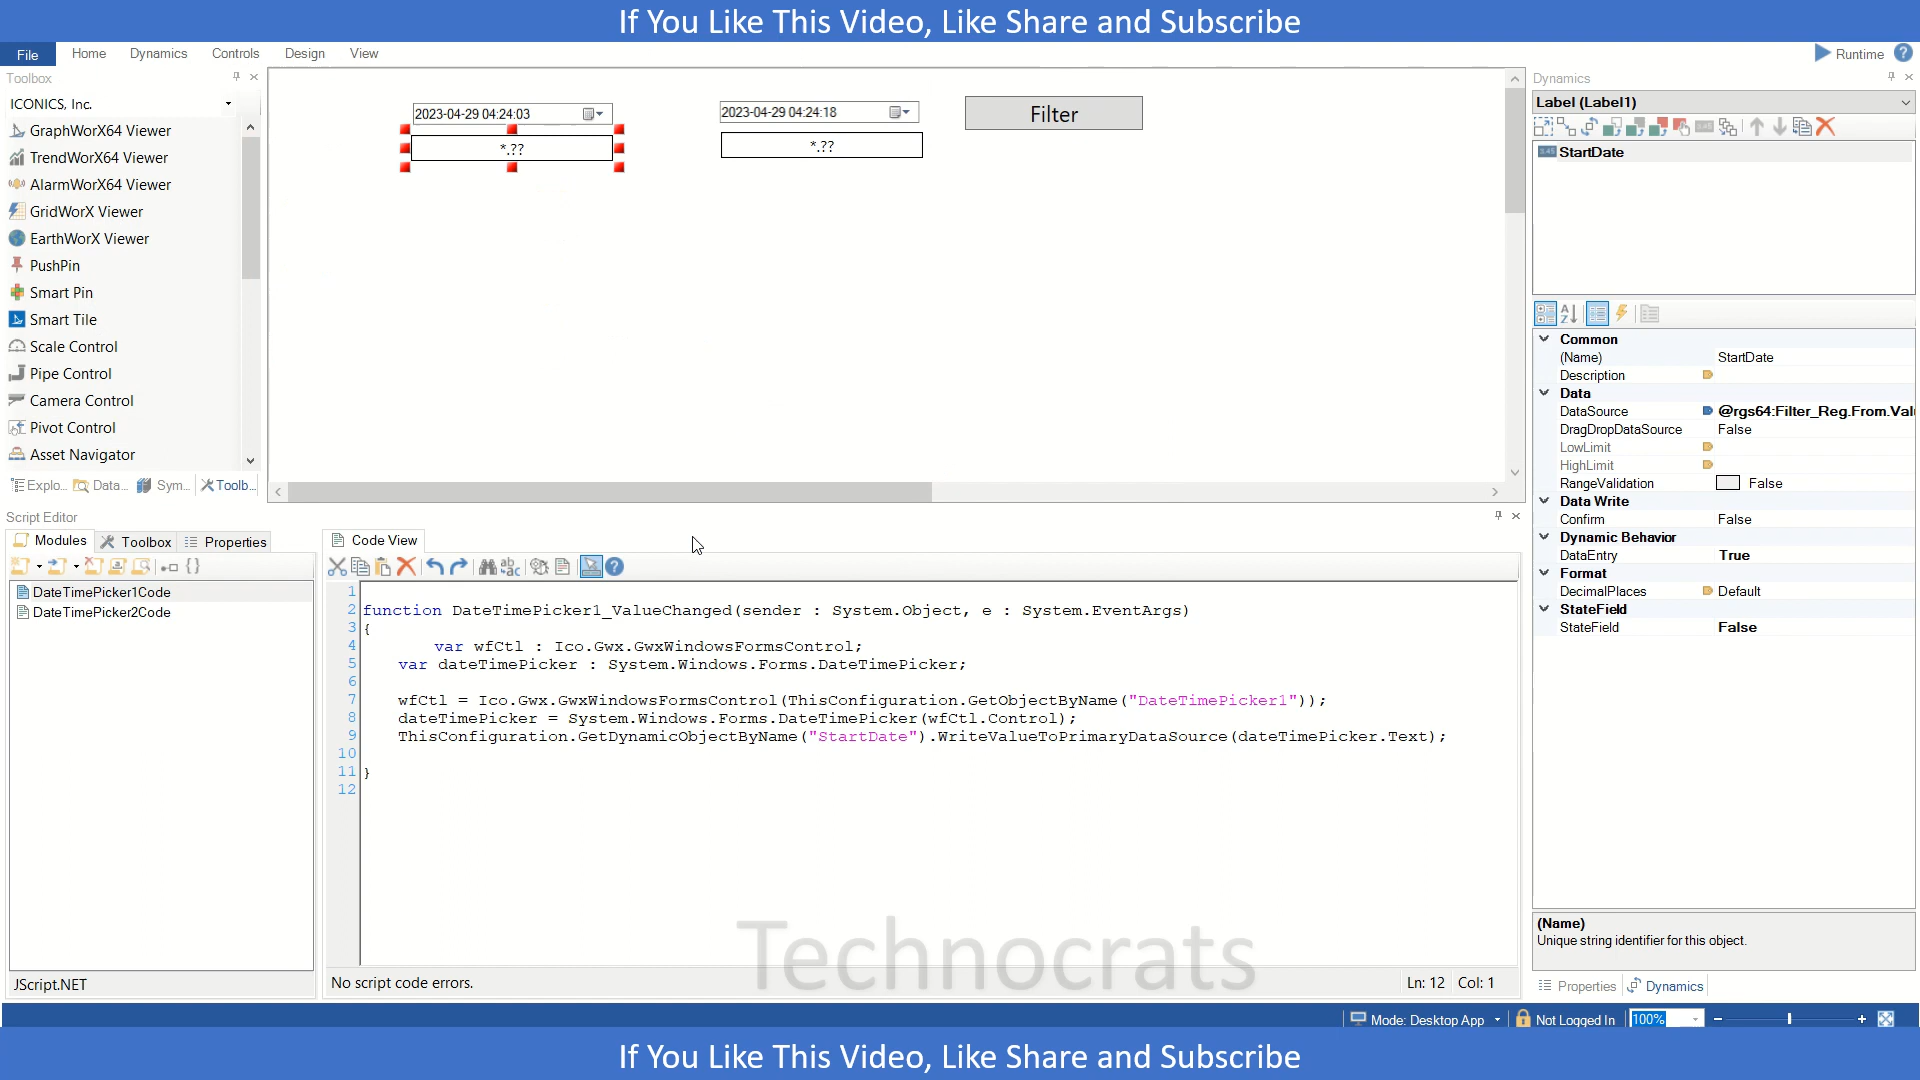 If You Like This Video, Like Share and Subscribe
File Home Dynamics Controls Design View
Runtime
Toolbox
ICONICS, Inc.
GraphWorX64 Viewer
TrendWorX64 Viewer
AlarmWorX64 Viewer
GridWorX Viewer
EarthWorX Viewer
PushPin
Smart Pin
Smart Tile
Scale Control
Pipe Control
Camera Control
Pivot Control
Asset Navigator
Explo... Data... Sym... Toolb...
2023-04-29 04:24:03
*.??
2023-04-29 04:24:18
*.??
Filter
Dynamics
Label (Label1)
StartDate
Common
(Name) StartDate
Description
Data
DataSource @rgs64:Filter_Reg.From.Val
DragDropDataSource False
LowLimit
HighLimit
RangeValidation False
Data Write
Confirm False
Dynamic Behavior
DataEntry True
Format
DecimalPlaces Default
StateField
StateField False
(Name)
Unique string identifier for this object.
Properties Dynamics
Script Editor
Modules Toolbox Properties
DateTimePicker1Code
DateTimePicker2Code
JScript.NET
Code View
1
2 function DateTimePicker1_ValueChanged(sender : System.Object, e : System.EventArgs)
3 {
4 var wfCtl : Ico.Gwx.GwxWindowsFormsControl;
5 var dateTimePicker : System.Windows.Forms.DateTimePicker;
6
7 wfCtl = Ico.Gwx.GwxWindowsFormsControl(ThisConfiguration.GetObjectByName("DateTimePicker1"));
8 dateTimePicker = System.Windows.Forms.DateTimePicker(wfCtl.Control);
9 ThisConfiguration.GetDynamicObjectByName("StartDate").WriteValueToPrimaryDataSource(dateTimePicker.Text);
10
11 }
12
Technocrats
No script code errors. Ln: 12 Col: 1
Mode: Desktop App Not Logged In 100%
If You Like This Video, Like Share and Subscribe